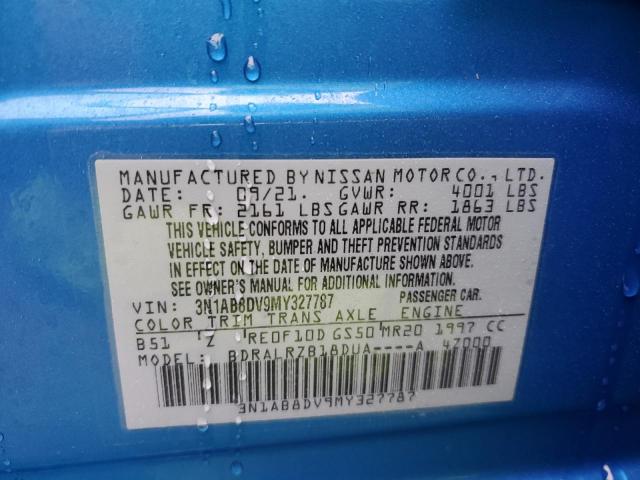 MANUFACTURED BY NISSAN MOTOR CO., LTD.
DATE: 09/21. GVWR: 4001 LBS
GAWR FR: 2161 LBS GAWR RR: 1863 LBS
THIS VEHICLE CONFORMS TO ALL APPLICABLE FEDERAL MOTOR
VEHICLE SAFETY, BUMPER AND THEFT PREVENTION STANDARDS
IN EFFECT ON THE DATE OF MANUFACTURE SHOWN ABOVE.
SEE OWNER'S MANUAL FOR ADDITIONAL INFORMATION.
VIN: 3N1AB8DV9MY327787 PASSENGER CAR.
COLOR TRIM TRANS AXLE ENGINE
B51 Z RE0F10D GS50 MR20 1997 CC
MODEL: BDRALRZB18DUA----A 4Z000
3N1AB8DV9MY327787